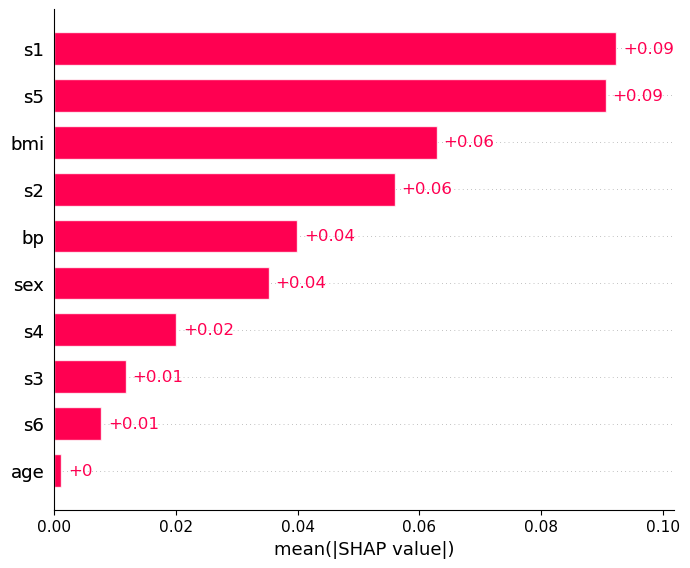 s1 +0.09
s5 +0.09
bmi +0.06
s2 +0.06
bp +0.04
sex +0.04
s4 +0.02
s3 +0.01
s6 +0.01
age +0
0.00 0.02 0.04 0.06 0.08 0.10
mean(|SHAP value|)